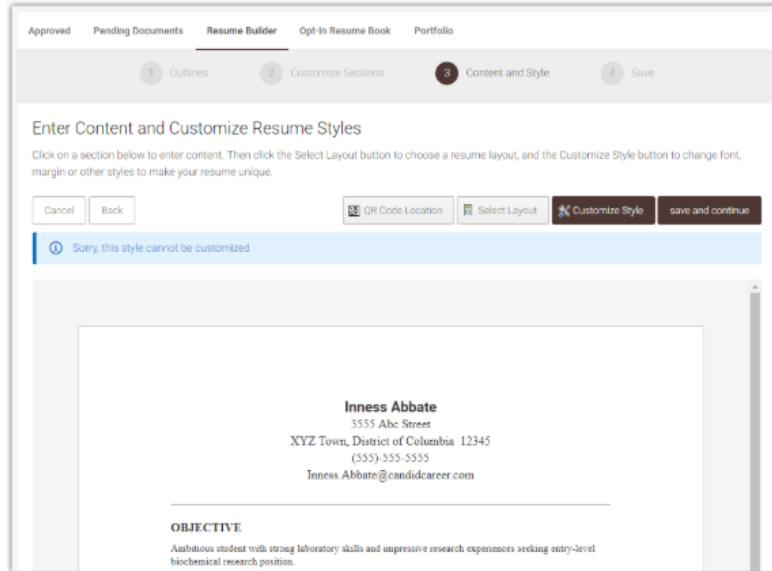 Approved Pending Documents Resume Builder Opt-In Resume Book Portfolio
1 Outlines 2 Customize Sections 3 Content and Style 4 Save
Enter Content and Customize Resume Styles
Click on a section below to enter content. Then click the Select Layout button to choose a resume layout, and the Customize Style button to change font,
margin or other styles to make your resume unique.
Cancel Back QR Code Location Select Layout Customize Style save and continue
Sorry, this style cannot be customized
Inness Abbate
5555 Abc Street
XYZ Town, District of Columbia 12345
(555)-555-5555
Inness.Abbate@candidcareer.com
OBJECTIVE
Ambitious student with strong laboratory skills and impressive research experiences seeking entry-level
biochemical research position.